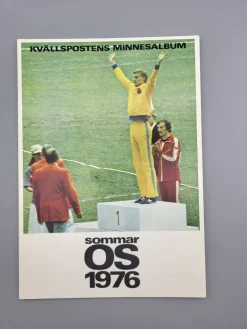 KVÄLLSPOSTENS MINNESALBUM
1
sommar
OS
1976